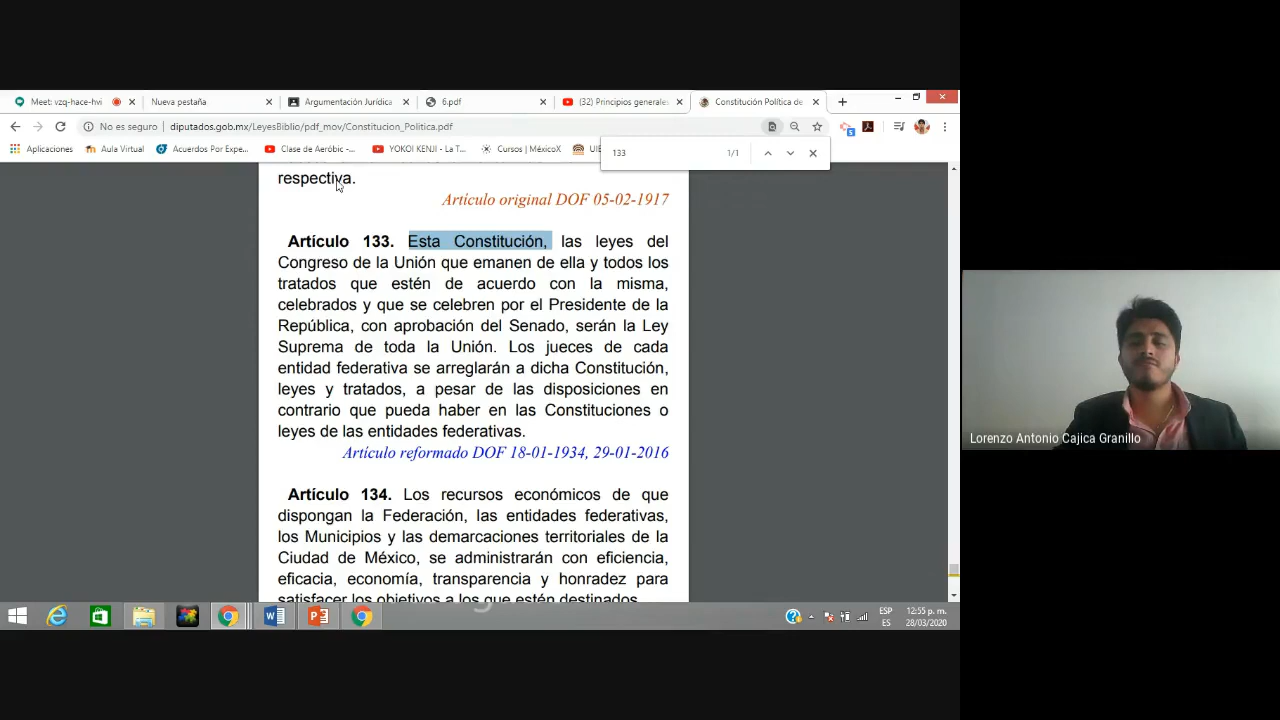 Meet: vzq-hace-hvi
Nueva pestaña
Argumentación Jurídica
6.pdf
(32) Principios generale
Constitución Política de
No es seguro
diputados.gob.mx/LeyesBiblio/pdf_mov/Constitucion_Politica.pdf
Aplicaciones
Aula Virtual
Acuerdos Por Expe...
Clase de Aeróbic -...
YOKOI KENJI - La T...
Cursos | MéxicoX
UIE
133
1/1
respectiva.
Artículo original DOF 05-02-1917
Artículo 133. Esta Constitución, las leyes del
Congreso de la Unión que emanen de ella y todos los
tratados que estén de acuerdo con la misma,
celebrados y que se celebren por el Presidente de la
República, con aprobación del Senado, serán la Ley
Suprema de toda la Unión. Los jueces de cada
entidad federativa se arreglarán a dicha Constitución,
leyes y tratados, a pesar de las disposiciones en
contrario que pueda haber en las Constituciones o
leyes de las entidades federativas.
Artículo reformado DOF 18-01-1934, 29-01-2016
Artículo 134. Los recursos económicos de que
dispongan la Federación, las entidades federativas,
los Municipios y las demarcaciones territoriales de la
Ciudad de México, se administrarán con eficiencia,
eficacia, economía, transparencia y honradez para
satisfacer los objetivos a los que estén destinados.
Lorenzo Antonio Cajica Granillo
ESP
ES
12:55 p. m.
28/03/2020